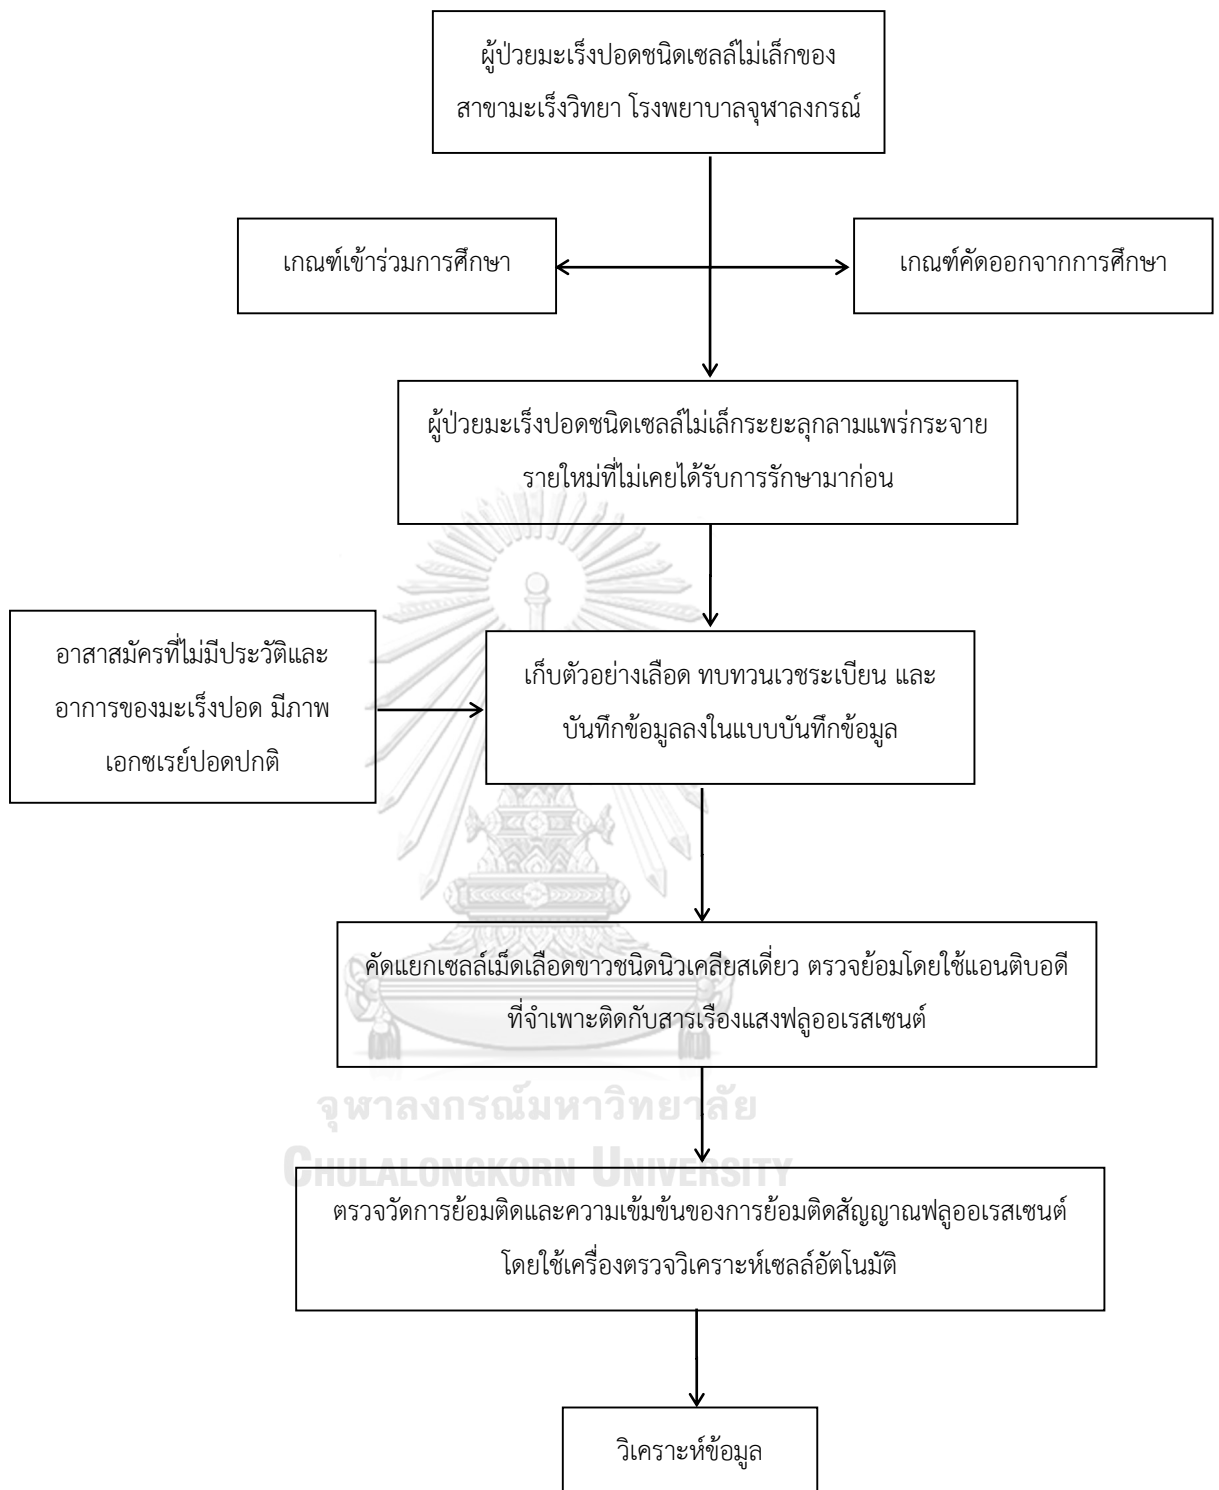 ผู้ป่วยมะเร็งปอดชนิดเซลล์ไม่เล็กของ
สาขามะเร็งวิทยา โรงพยาบาลจุฬาลงกรณ์
เกณฑ์เข้าร่วมการศึกษา
เกณฑ์คัดออกจากการศึกษา
ผู้ป่วยมะเร็งปอดชนิดเซลล์ไม่เล็กระยะลุกลามแพร่กระจาย
รายใหม่ที่ไม่เคยได้รับการรักษามาก่อน
อาสาสมัครที่ไม่มีประวัติและ
อาการของมะเร็งปอด มีภาพ
เอกซเรย์ปอดปกติ
เก็บตัวอย่างเลือด ทบทวนเวชระเบียน และ
บันทึกข้อมูลลงในแบบบันทึกข้อมูล
คัดแยกเซลล์เม็ดเลือดขาวชนิดนิวเคลียสเดี่ยว ตรวจย้อมโดยใช้แอนติบอดี
ที่จำเพาะติดกับสารเรืองแสงฟลูออเรสเซนต์
จุฬาลงกรณ์มหาวิทยาลัย
CHULALONGKORN UNIVERSITY
ตรวจวัดการย้อมติดและความเข้มข้นของการย้อมติดสัญญาณฟลูออเรสเซนต์
โดยใช้เครื่องตรวจวิเคราะห์เซลล์อัตโนมัติ
วิเคราะห์ข้อมูล